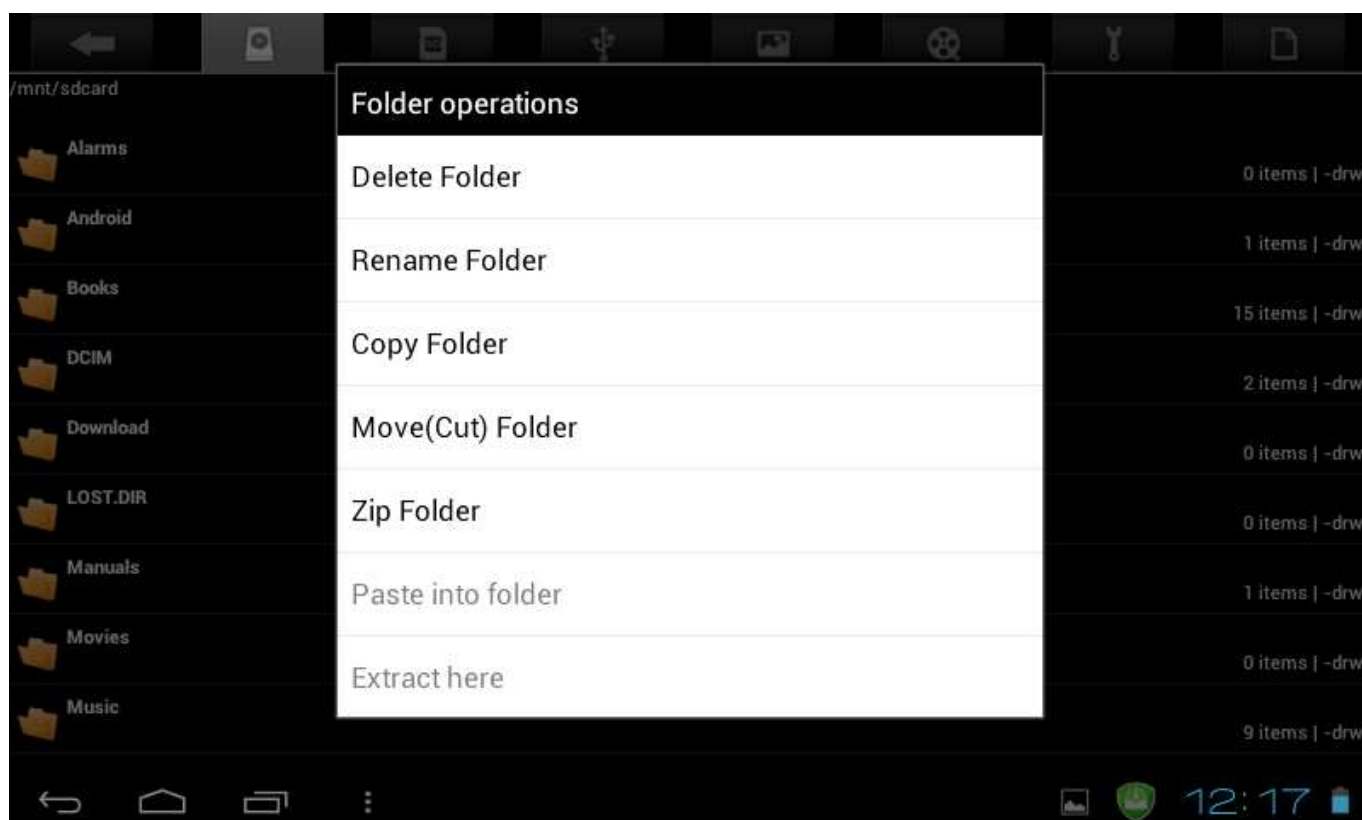 /mnt/sdcard
Folder operations
Alarms
Delete Folder
0 items | -drw
Android
Rename Folder
1 items | -drw
Books
15 items | -drw
Copy Folder
DCIM
2 items | -drw
Move(Cut) Folder
Download
0 items | -drw
LOST.DIR
Zip Folder
0 items | -drw
Manuals
Paste into folder
1 items | -drw
Movies
0 items | -drw
Extract here
Music
9 items | -drw
12:17